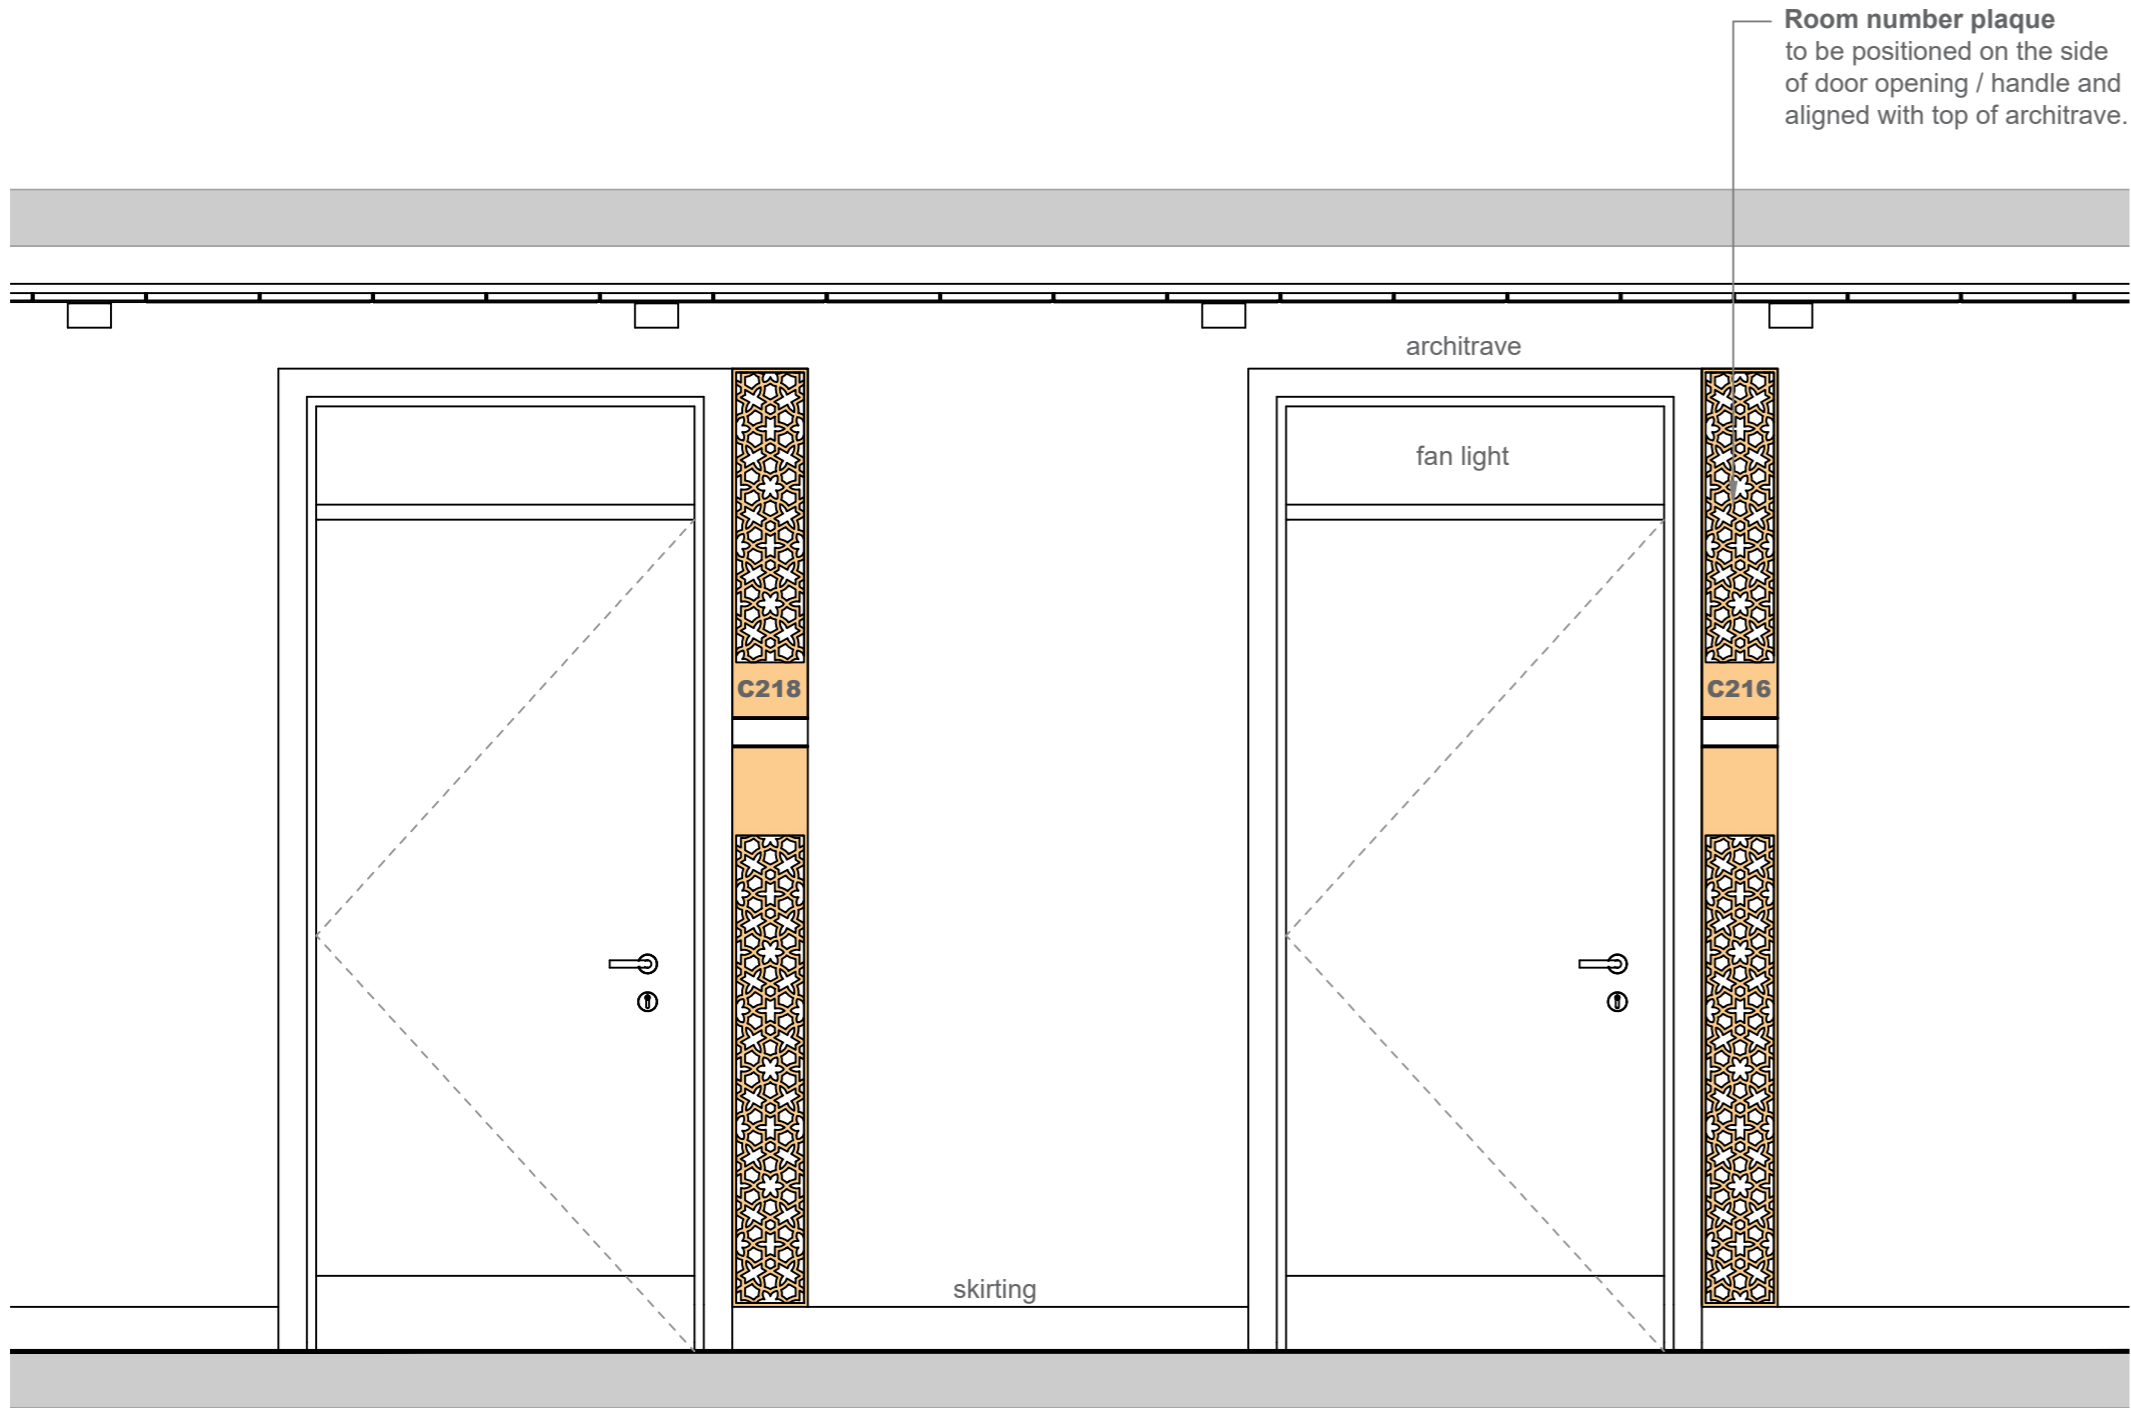 Room number plaque
to be positioned on the side
of door opening / handle and
aligned with top of architrave.
architrave
fan light
C218
C216
skirting